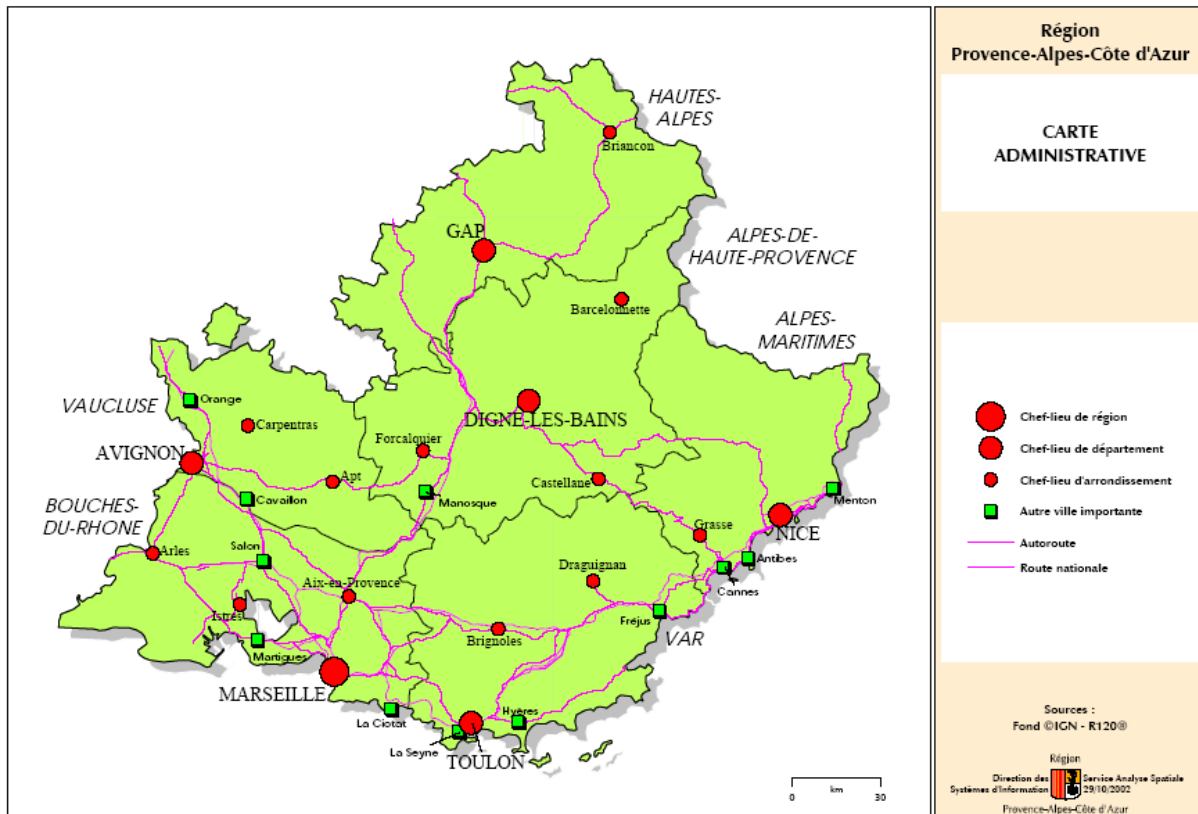 HAUTES-
ALPES
Briancon
GAP
ALPES-DE-
HAUTE-PROVENCE
Barcelonnette
ALPES-
MARITIMES
VAUCLUSE
Orange
Carpentras
DIGNE-LES-BAINS
Forcalquier
AVIGNON
Apt
Castellane
Menton
BOUCHES-
DU-RHONE
Cavaillon
Manosque
Grasse
NICE
Arles
Salon
Antibes
Draguignan
Cannes
Aix-en-Provence
Istres
Fréjus
VAR
Brignoles
Martigues
MARSEILLE
La Ciotat
Hyères
La Seyne
TOULON
0 km 30
Région
Provence-Alpes-Côte d'Azur
CARTE
ADMINISTRATIVE
Chef-lieu de région
Chef-lieu de département
Chef-lieu d'arrondissement
Autre ville importante
Autoroute
Route nationale
Sources :
Fond ©IGN - R120®
Région
Direction des Service Analyse Spatiale
Systèmes d'Information 29/10/2002
Provence-Alpes-Côte d'Azur